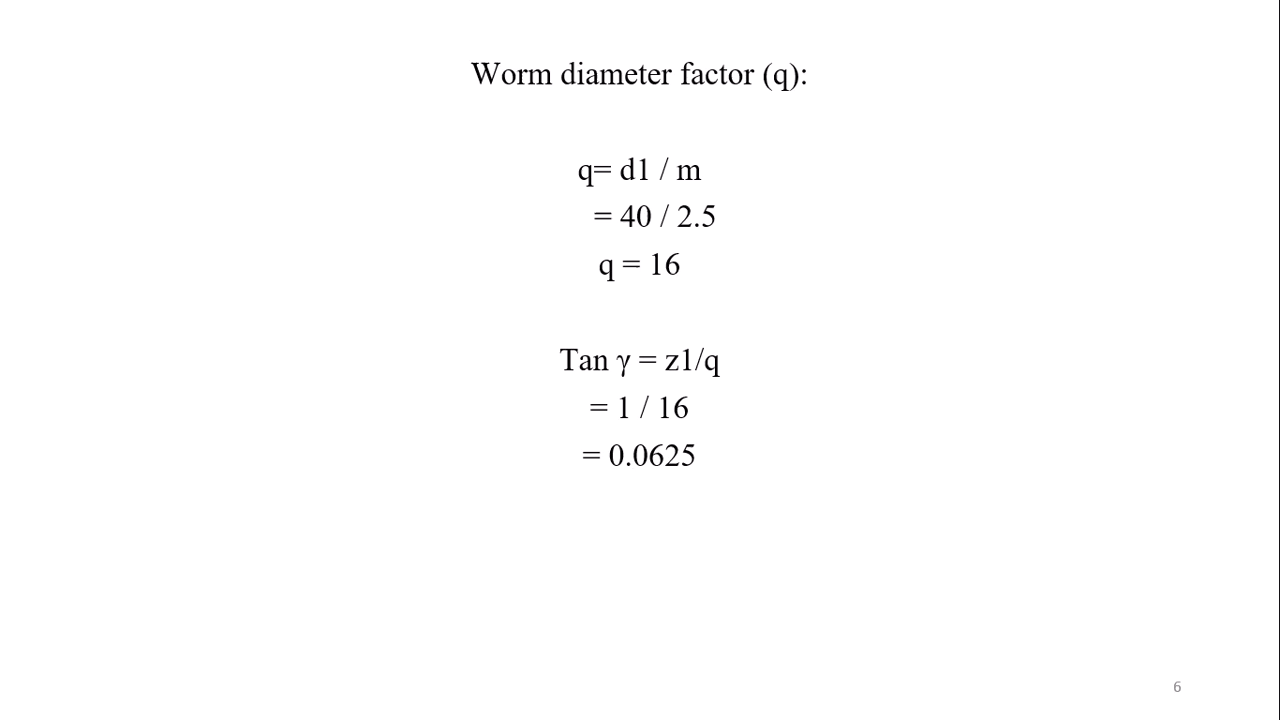 Worm diameter factor (q):
q= d1 / m
= 40 / 2.5
q = 16
Tan γ = z1/q
= 1 / 16
= 0.0625
6